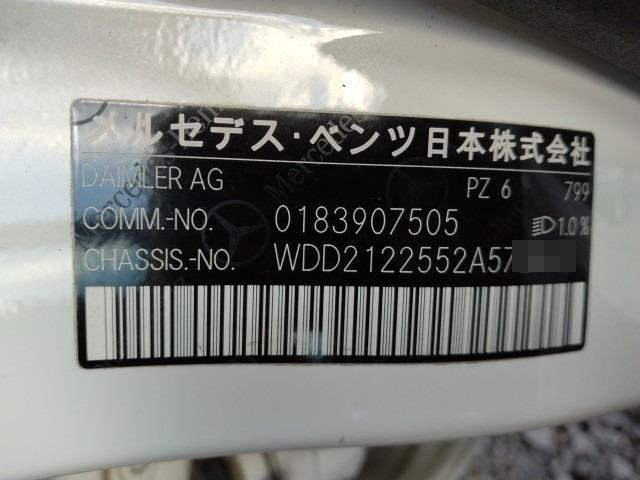 メルセデス・ベンツ日本株式会社
DAIMLER AG PZ 6 799
COMM.-NO. 0183907505 1.0%
CHASSIS.-NO. WDD2122552A57